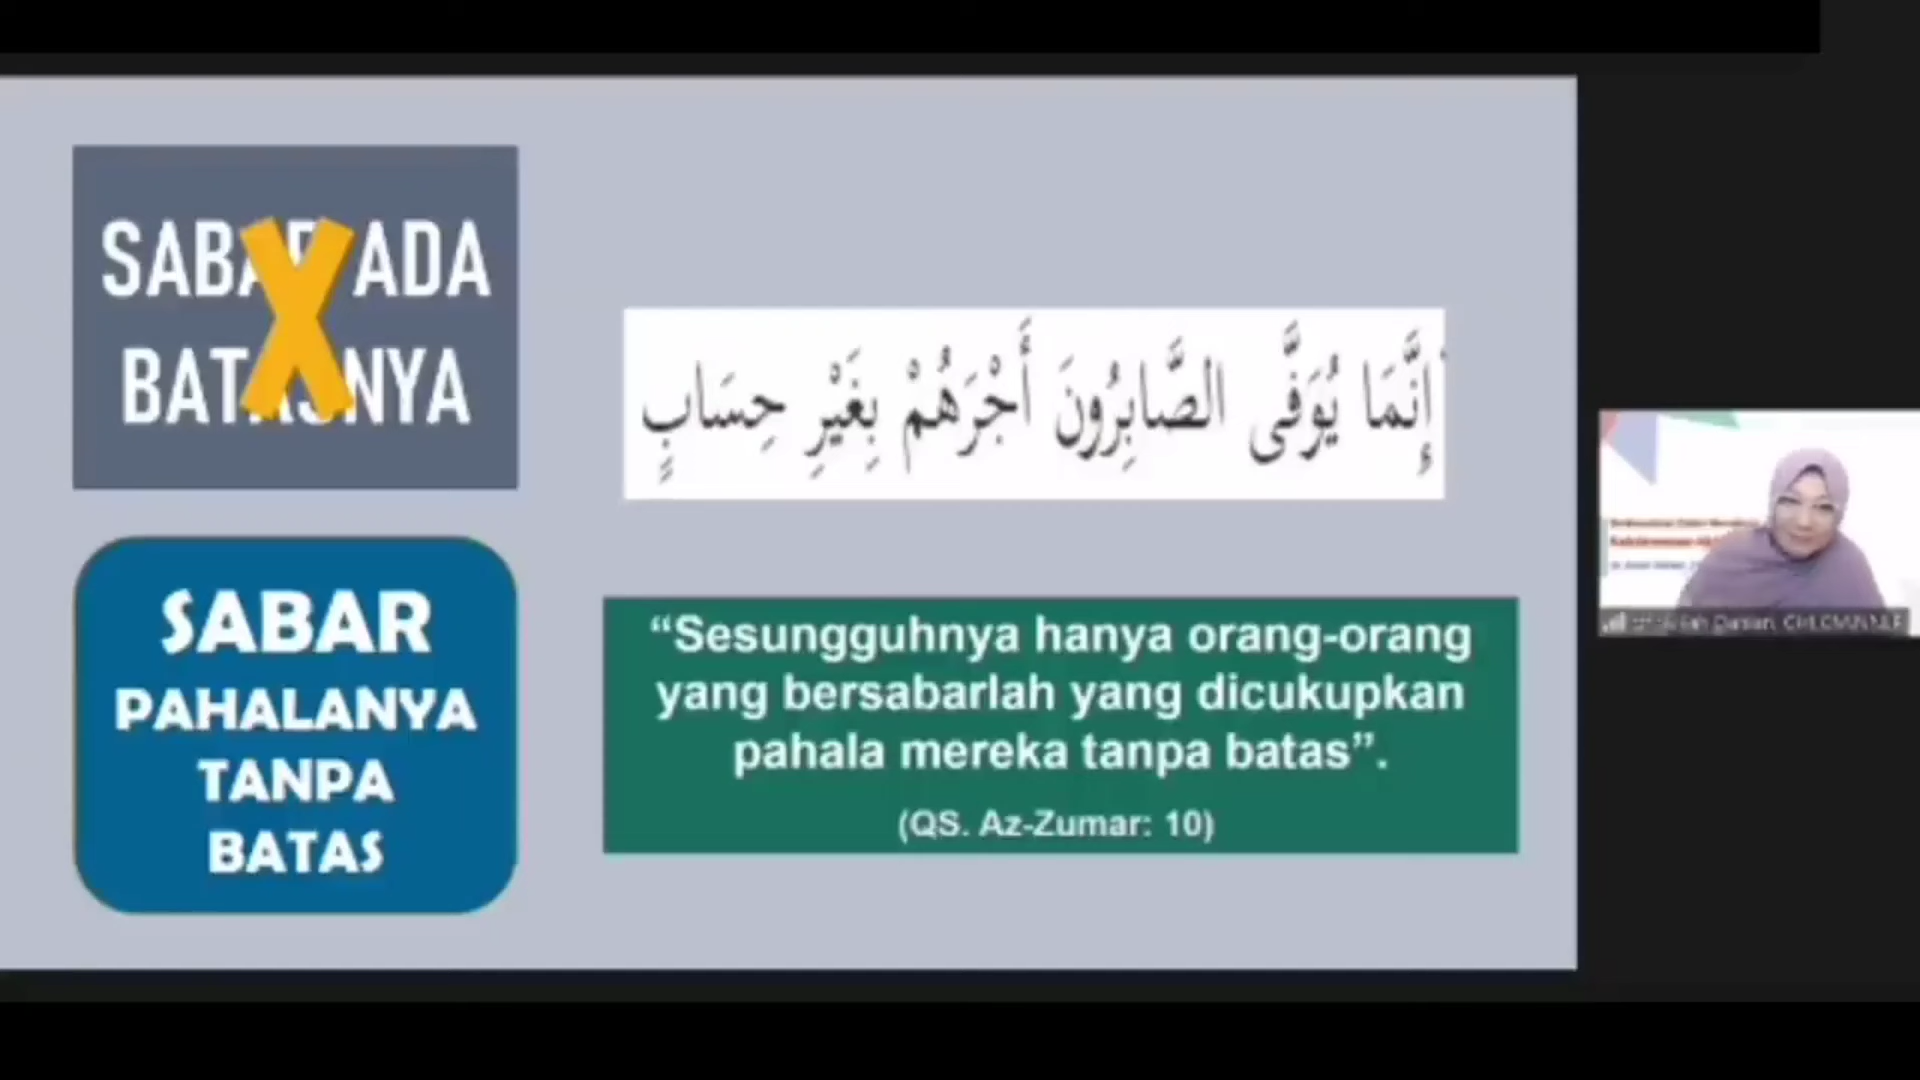 SABAR ADA
BATASNYA
إِنَّمَا يُوَفَّى الصَّابِرُونَ أَجْرَهُمْ بِغَيْرِ حِسَابٍ
SABAR
PAHALANYA
TANPA
BATAS
“Sesungguhnya hanya orang-orang
yang bersabarlah yang dicukupkan
pahala mereka tanpa batas”.
(QS. Az-Zumar: 10)